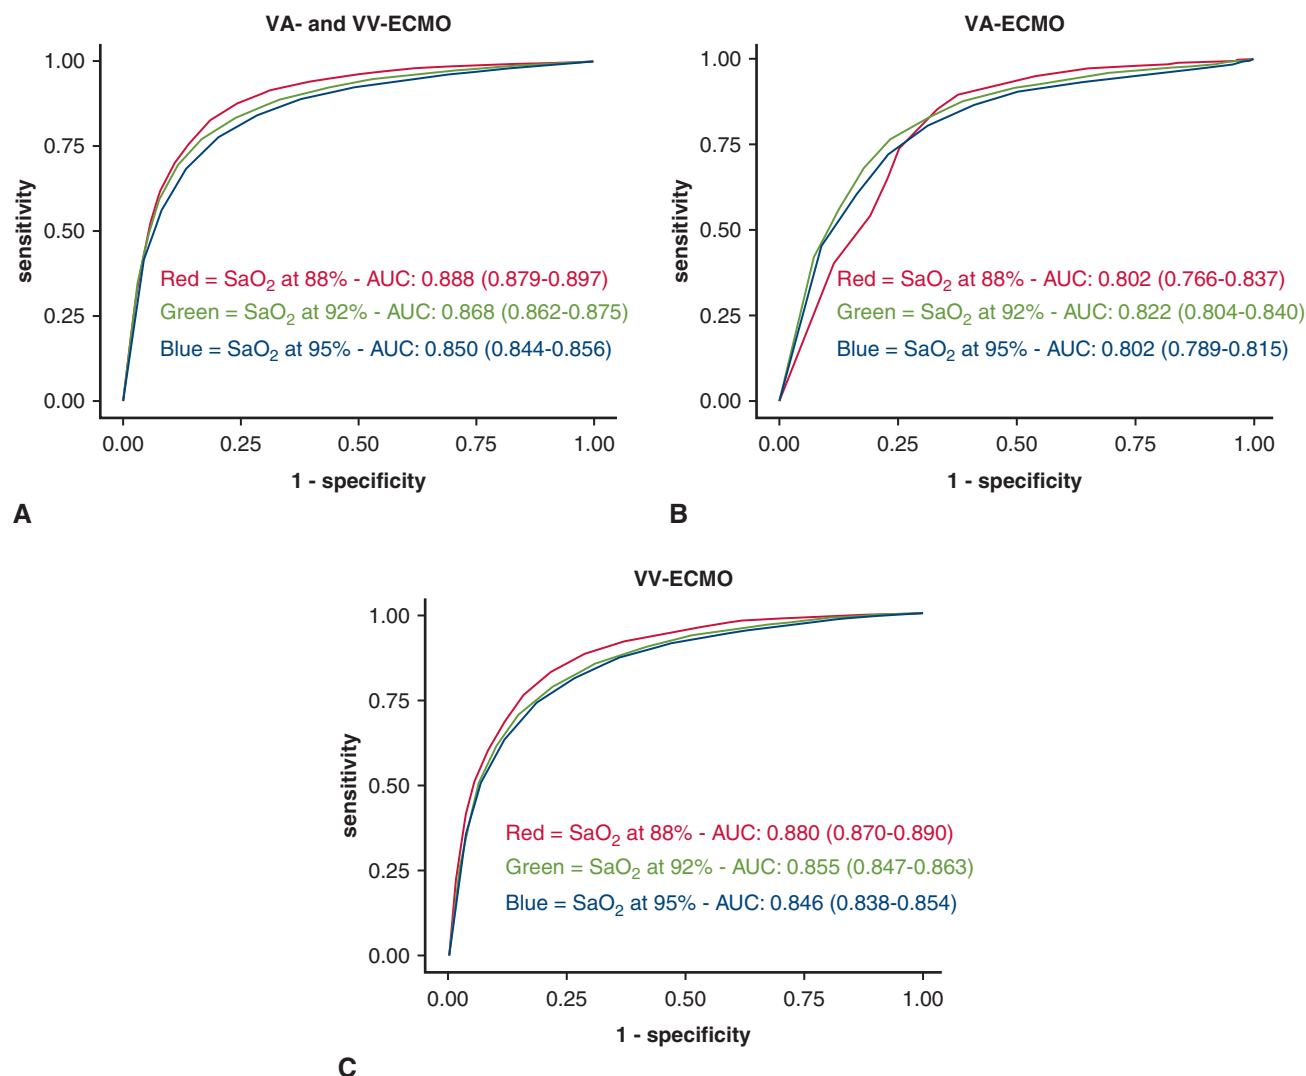 VA- and VV-ECMO
1.00
0.75
0.50
0.25
0.00
sensitivity
Red = SaO₂ at 88% - AUC: 0.888 (0.879-0.897)
Green = SaO₂ at 92% - AUC: 0.868 (0.862-0.875)
Blue = SaO₂ at 95% - AUC: 0.850 (0.844-0.856)
0.00 0.25 0.50 0.75 1.00
1 - specificity
A
VA-ECMO
1.00
0.75
0.50
0.25
0.00
sensitivity
Red = SaO₂ at 88% - AUC: 0.802 (0.766-0.837)
Green = SaO₂ at 92% - AUC: 0.822 (0.804-0.840)
Blue = SaO₂ at 95% - AUC: 0.802 (0.789-0.815)
0.00 0.25 0.50 0.75 1.00
1 - specificity
B
VV-ECMO
1.00
0.75
0.50
0.25
0.00
sensitivity
Red = SaO₂ at 88% - AUC: 0.880 (0.870-0.890)
Green = SaO₂ at 92% - AUC: 0.855 (0.847-0.863)
Blue = SaO₂ at 95% - AUC: 0.846 (0.838-0.854)
0.00 0.25 0.50 0.75 1.00
1 - specificity
C